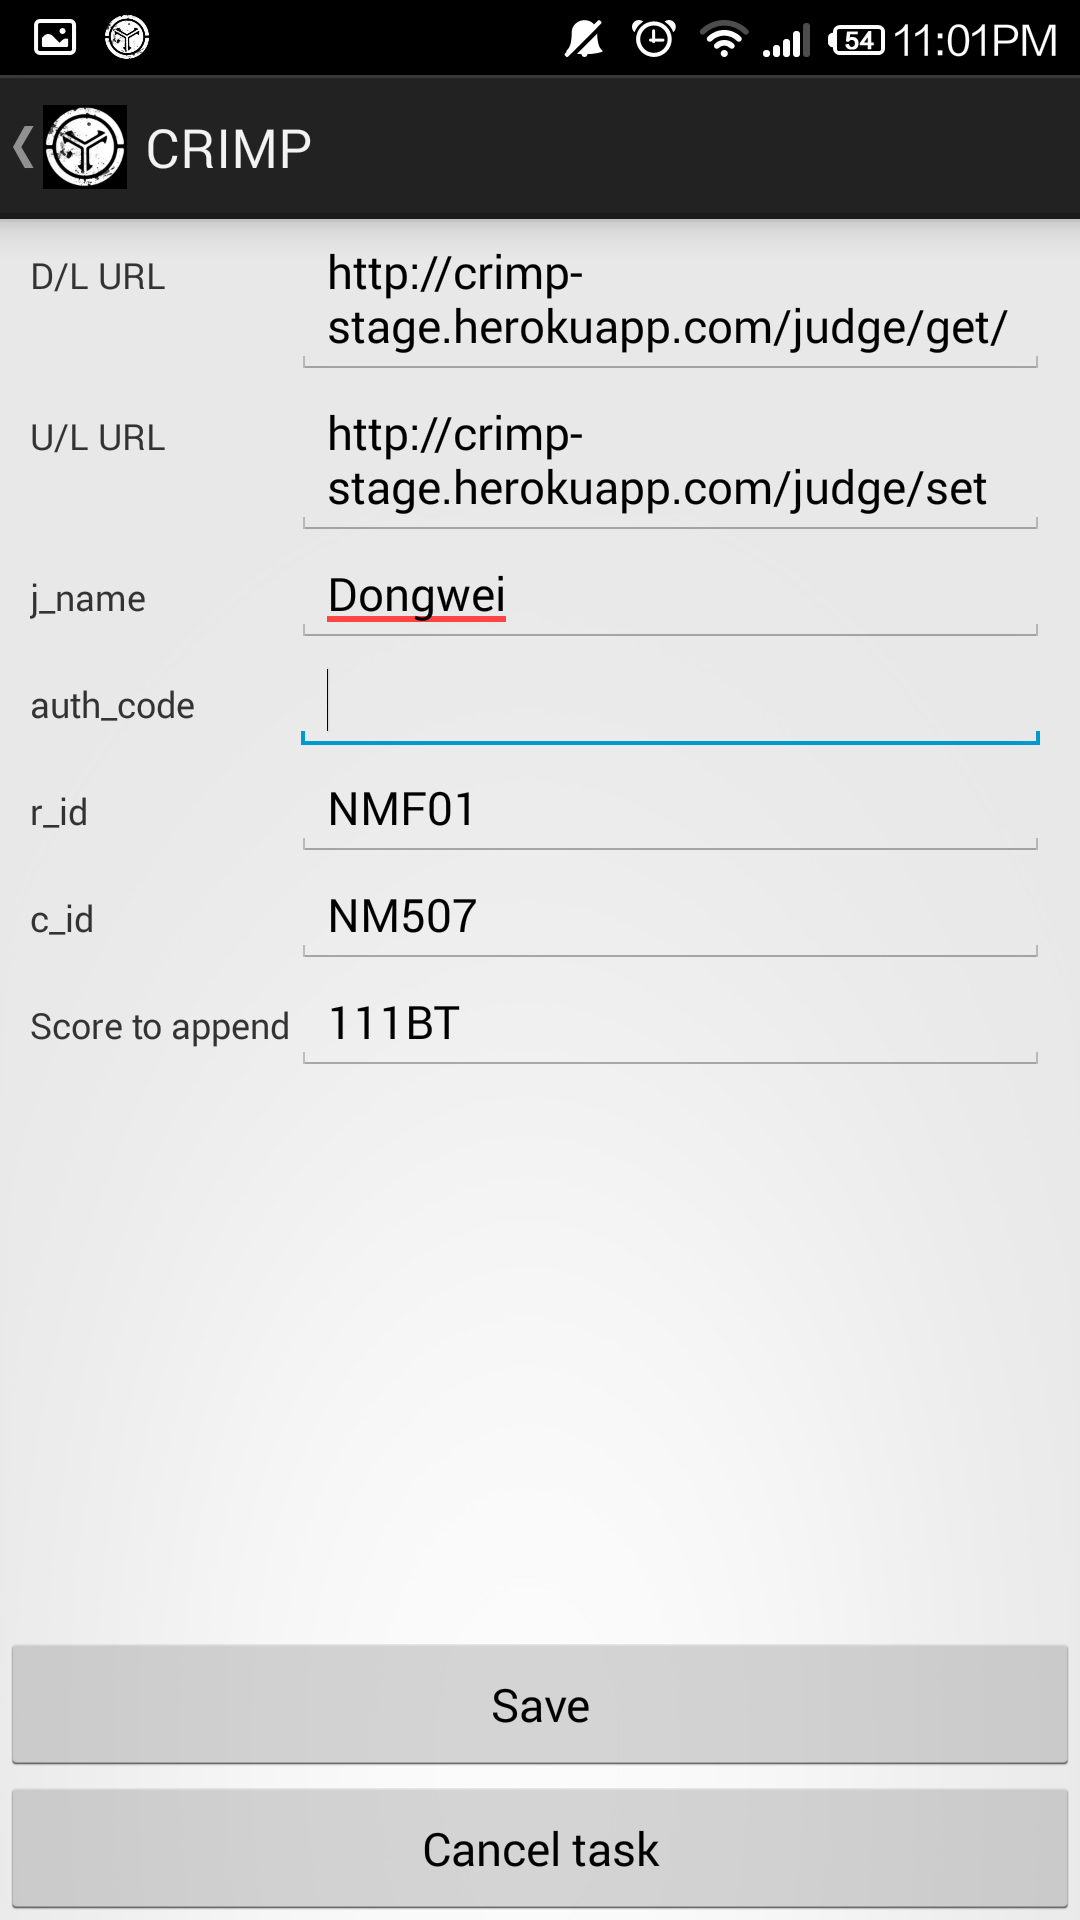 54 11:01PM
CRIMP
D/L URL
http://crimp-
stage.herokuapp.com/judge/get/
U/L URL
http://crimp-
stage.herokuapp.com/judge/set
j_name
Dongwei
auth_code
r_id
NMF01
c_id
NM507
Score to append
111BT
Save
Cancel task